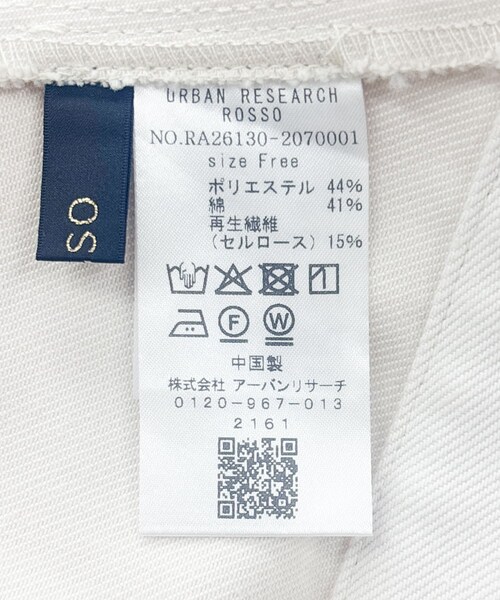 URBAN RESEARCH
ROSSO
NO.RA26130-2070001
size Free
ポリエステル 44%
綿 41%
再生繊維
(セルロース) 15%
F
W
中国製
株式会社 アーバンリサーチ
0120-967-013
2161
SO